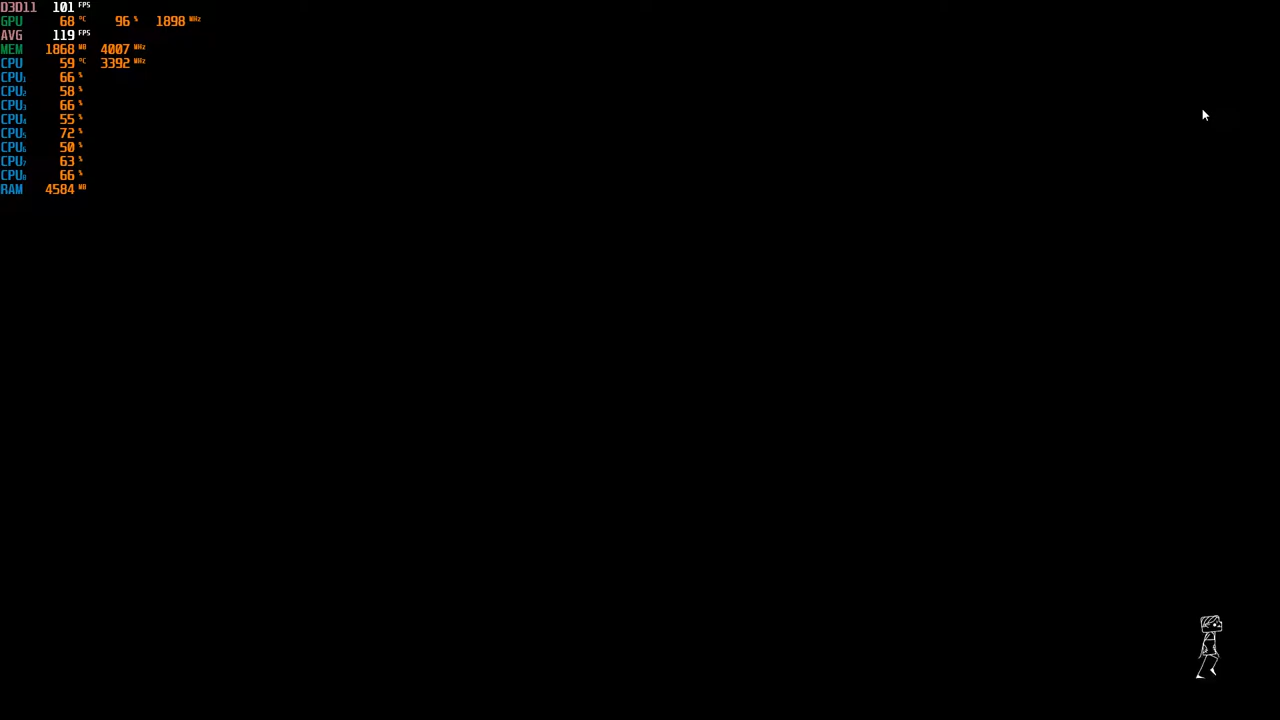 D3D11 101 FPS
GPU 68 °C 96 % 1898 MHz
AVG 119 FPS
MEM 1868 MB 4007 MHz
CPU 59 °C 3392 MHz
CPU1 66 %
CPU2 58 %
CPU3 66 %
CPU4 55 %
CPU5 72 %
CPU6 50 %
CPU7 63 %
CPU8 66 %
RAM 4584 MB